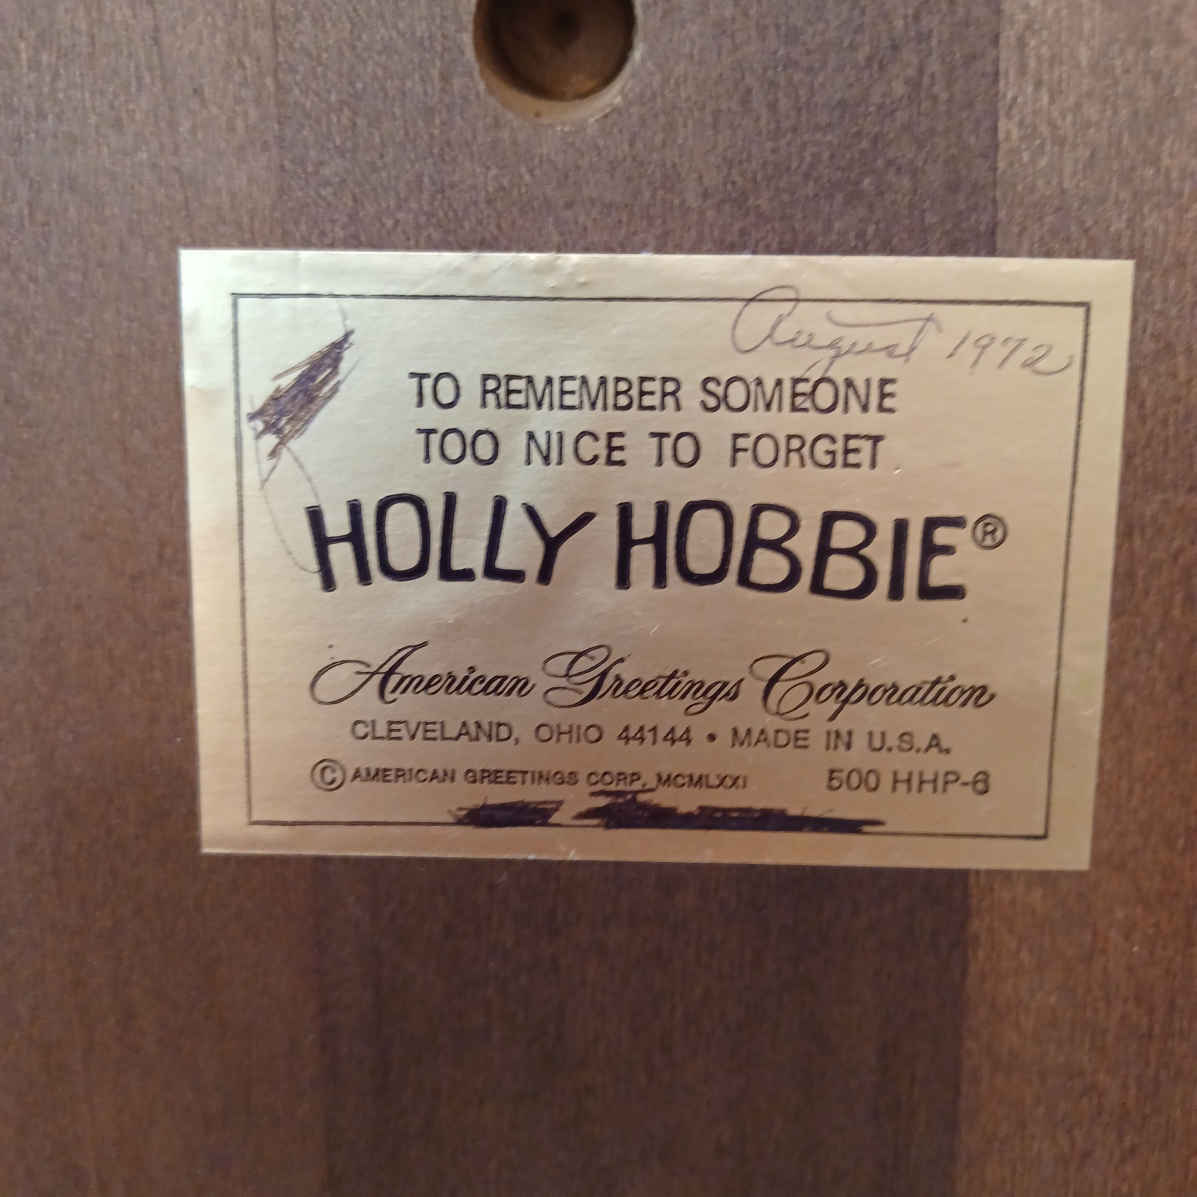 August 1972
TO REMEMBER SOMEONE
TOO NICE TO FORGET
HOLLY HOBBIE®
American Greetings Corporation
CLEVELAND, OHIO 44144 • MADE IN U.S.A.
© AMERICAN GREETINGS CORP. MCMLXXI 500 HHP-6